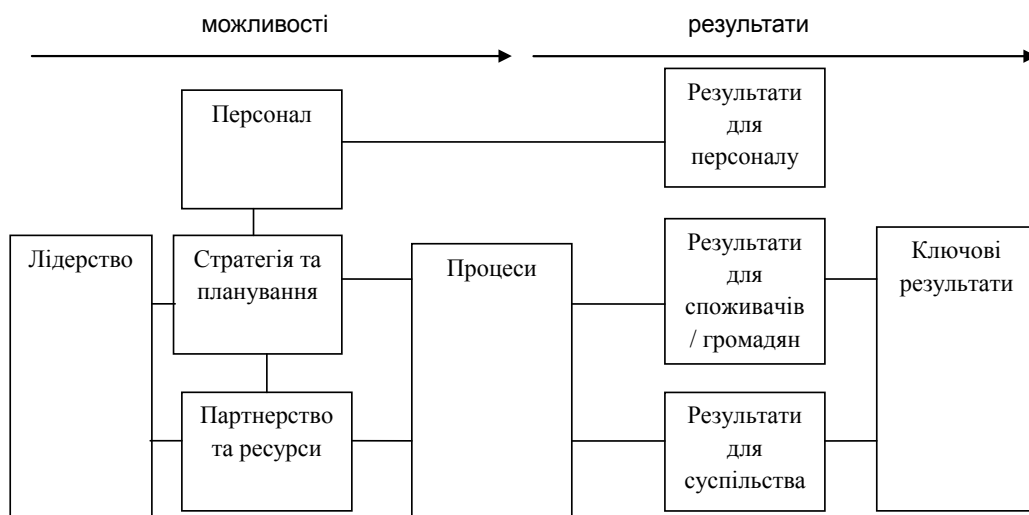 можливості
результати
Персонал
Результати
для
персоналу
Лідерство
Стратегія та
планування
Процеси
Результати
для
споживачів
/ громадян
Ключові
результати
Партнерство
та ресурси
Результати
для
суспільства